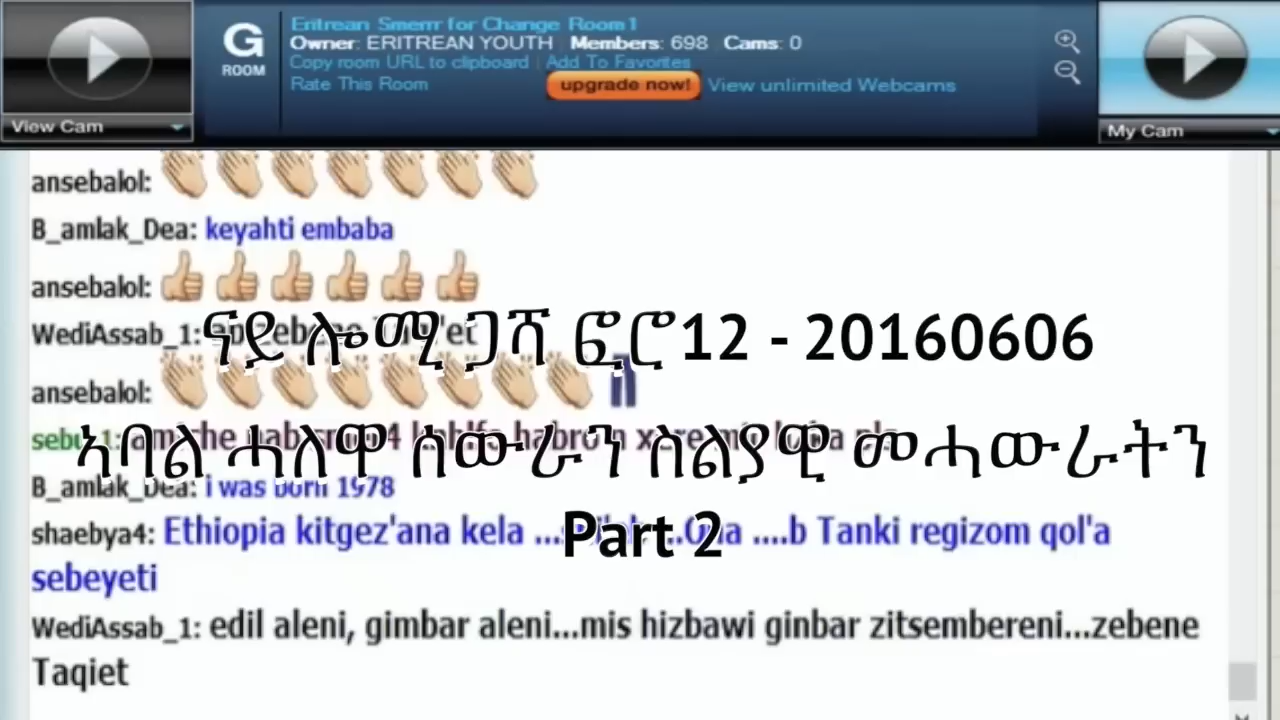 Eritrean Smerrr for Change Room1
G ROOM
Owner: ERITREAN YOUTH Members: 698 Cams: 0
Copy room URL to clipboard | Add To Favorites
Rate This Room upgrade now! View unlimited Webcams
View Cam
My Cam
ansebalol:
B_amlak_Dea: keyahti embaba
ansebalol:
WediAssab_1:
ናይ ሎሚ ጋሻ ፎሮ12 - 20160606
ansebalol:
ኣባል ሓለዋ ሰውራን ስልያዊ መሓውራትን
B_amlak_Dea: i was born 1978
Part 2
shaebya4: Ethiopia kitgez'ana kela ... ....b Tanki regizom qol'a
sebeyeti
WediAssab_1: edil aleni, gimbar aleni...mis hizbawi ginbar zitsembereni...zebene
Taqiet